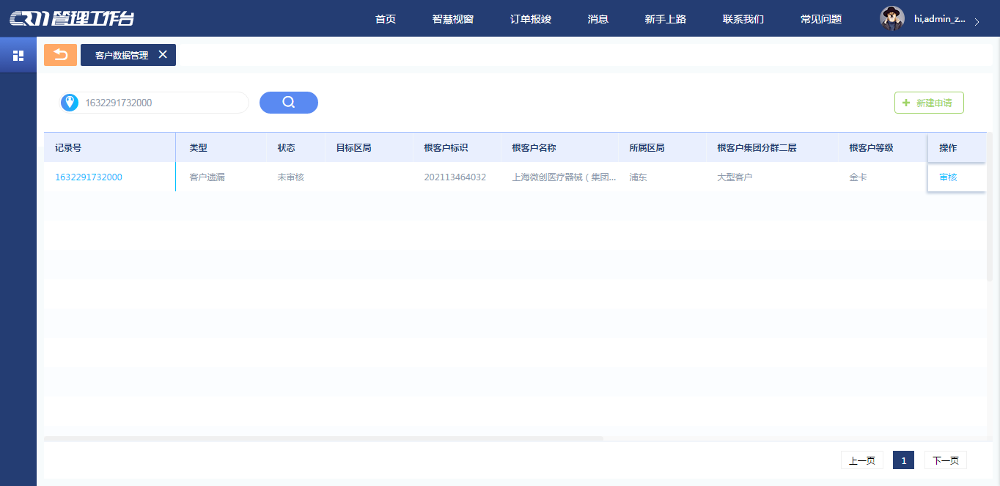 CRM管理工作台 首页 智慧视窗 订单报竣 消息 新手上路 联系我们 常见问题 hi,admin_z...
客户数据管理
1632291732000 新建申请
记录号 类型 状态 目标区局 根客户标识 根客户名称 所属区局 根客户集团分群二层 根客户等级 操作
1632291732000 客户遗漏 未审核 202113464032 上海微创医疗器械（集团... 浦东 大型客户 金卡 审核
上一页 1 下一页